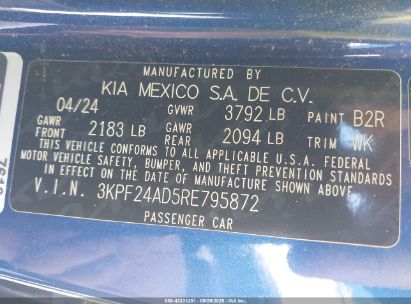 MANUFACTURED BY
KIA MEXICO S.A. DE C.V.
04/24 GVWR 3792 LB PAINT B2R
GAWR FRONT 2183 LB GAWR REAR 2094 LB TRIM WK
THIS VEHICLE CONFORMS TO ALL APPLICABLE U.S.A. FEDERAL
MOTOR VEHICLE SAFETY, BUMPER, AND THEFT PREVENTION STANDARDS
IN EFFECT ON THE DATE OF MANUFACTURE SHOWN ABOVE.
V.I.N. 3KPF24AD5RE795872
PASSENGER CAR